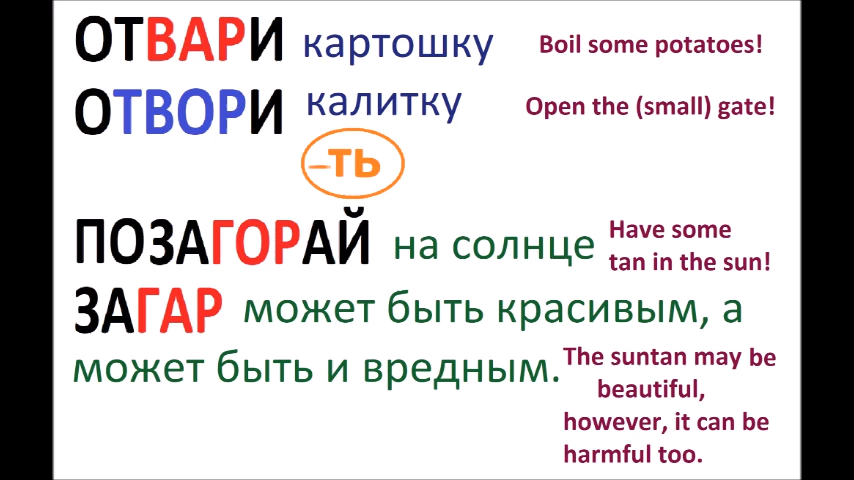 ОТВАРИ картошку Boil some potatoes!
ОТВОРИ калитку Open the (small) gate!
–ТЬ
ПОЗАГОРАЙ на солнце Have some
tan in the sun!
ЗАГАР может быть красивым, а
может быть и вредным. The suntan may be
beautiful,
however, it can be
harmful too.